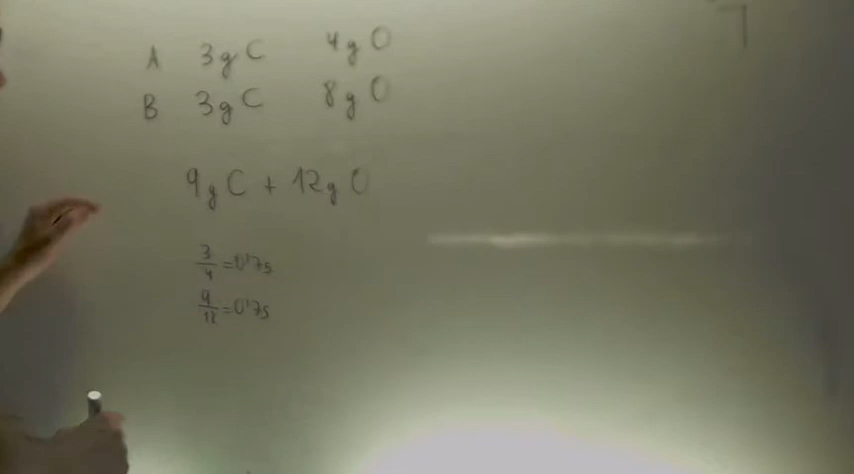 A 3g C 4g O
B 3g C 8g O
9g C + 12g O
3/4 = 0'75
9/12 = 0'75